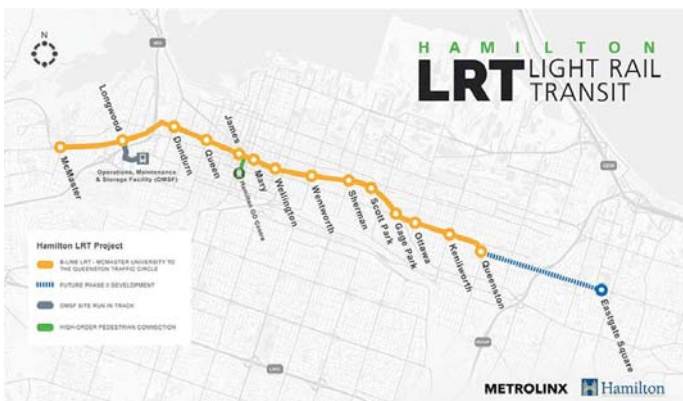 HAMILTON
LRT LIGHT RAIL
TRANSIT
N
McMaster
Longwood
Operations, Maintenance
& Storage Facility (OMSF)
Dundurn
Queen
James
Hamilton GO Centre
Mary
Wellington
Wentworth
Sherman
Scott Park
Gage Park
Ottawa
Kenilworth
Queenston
Eastgate Square
Hamilton LRT Project
B-LINE LRT - MCMASTER UNIVERSITY TO
THE QUEENSTON TRAFFIC CIRCLE
FUTURE PHASE II DEVELOPMENT
OMSF SITE RUN IN TRACK
HIGH-ORDER PEDESTRIAN CONNECTION
METROLINX
Hamilton